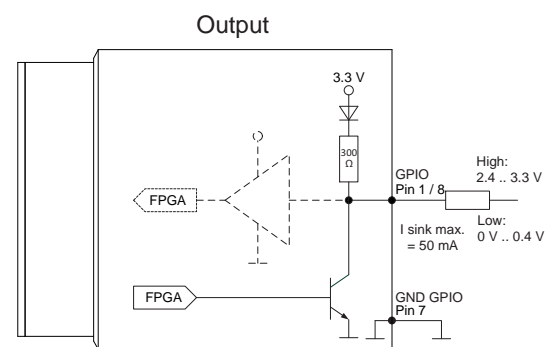 Output
3.3 V
300
Ω
FPGA
GPIO
Pin 1 / 8
High:
2.4 .. 3.3 V
Low:
0 V .. 0.4 V
I sink max.
= 50 mA
FPGA
GND GPIO
Pin 7